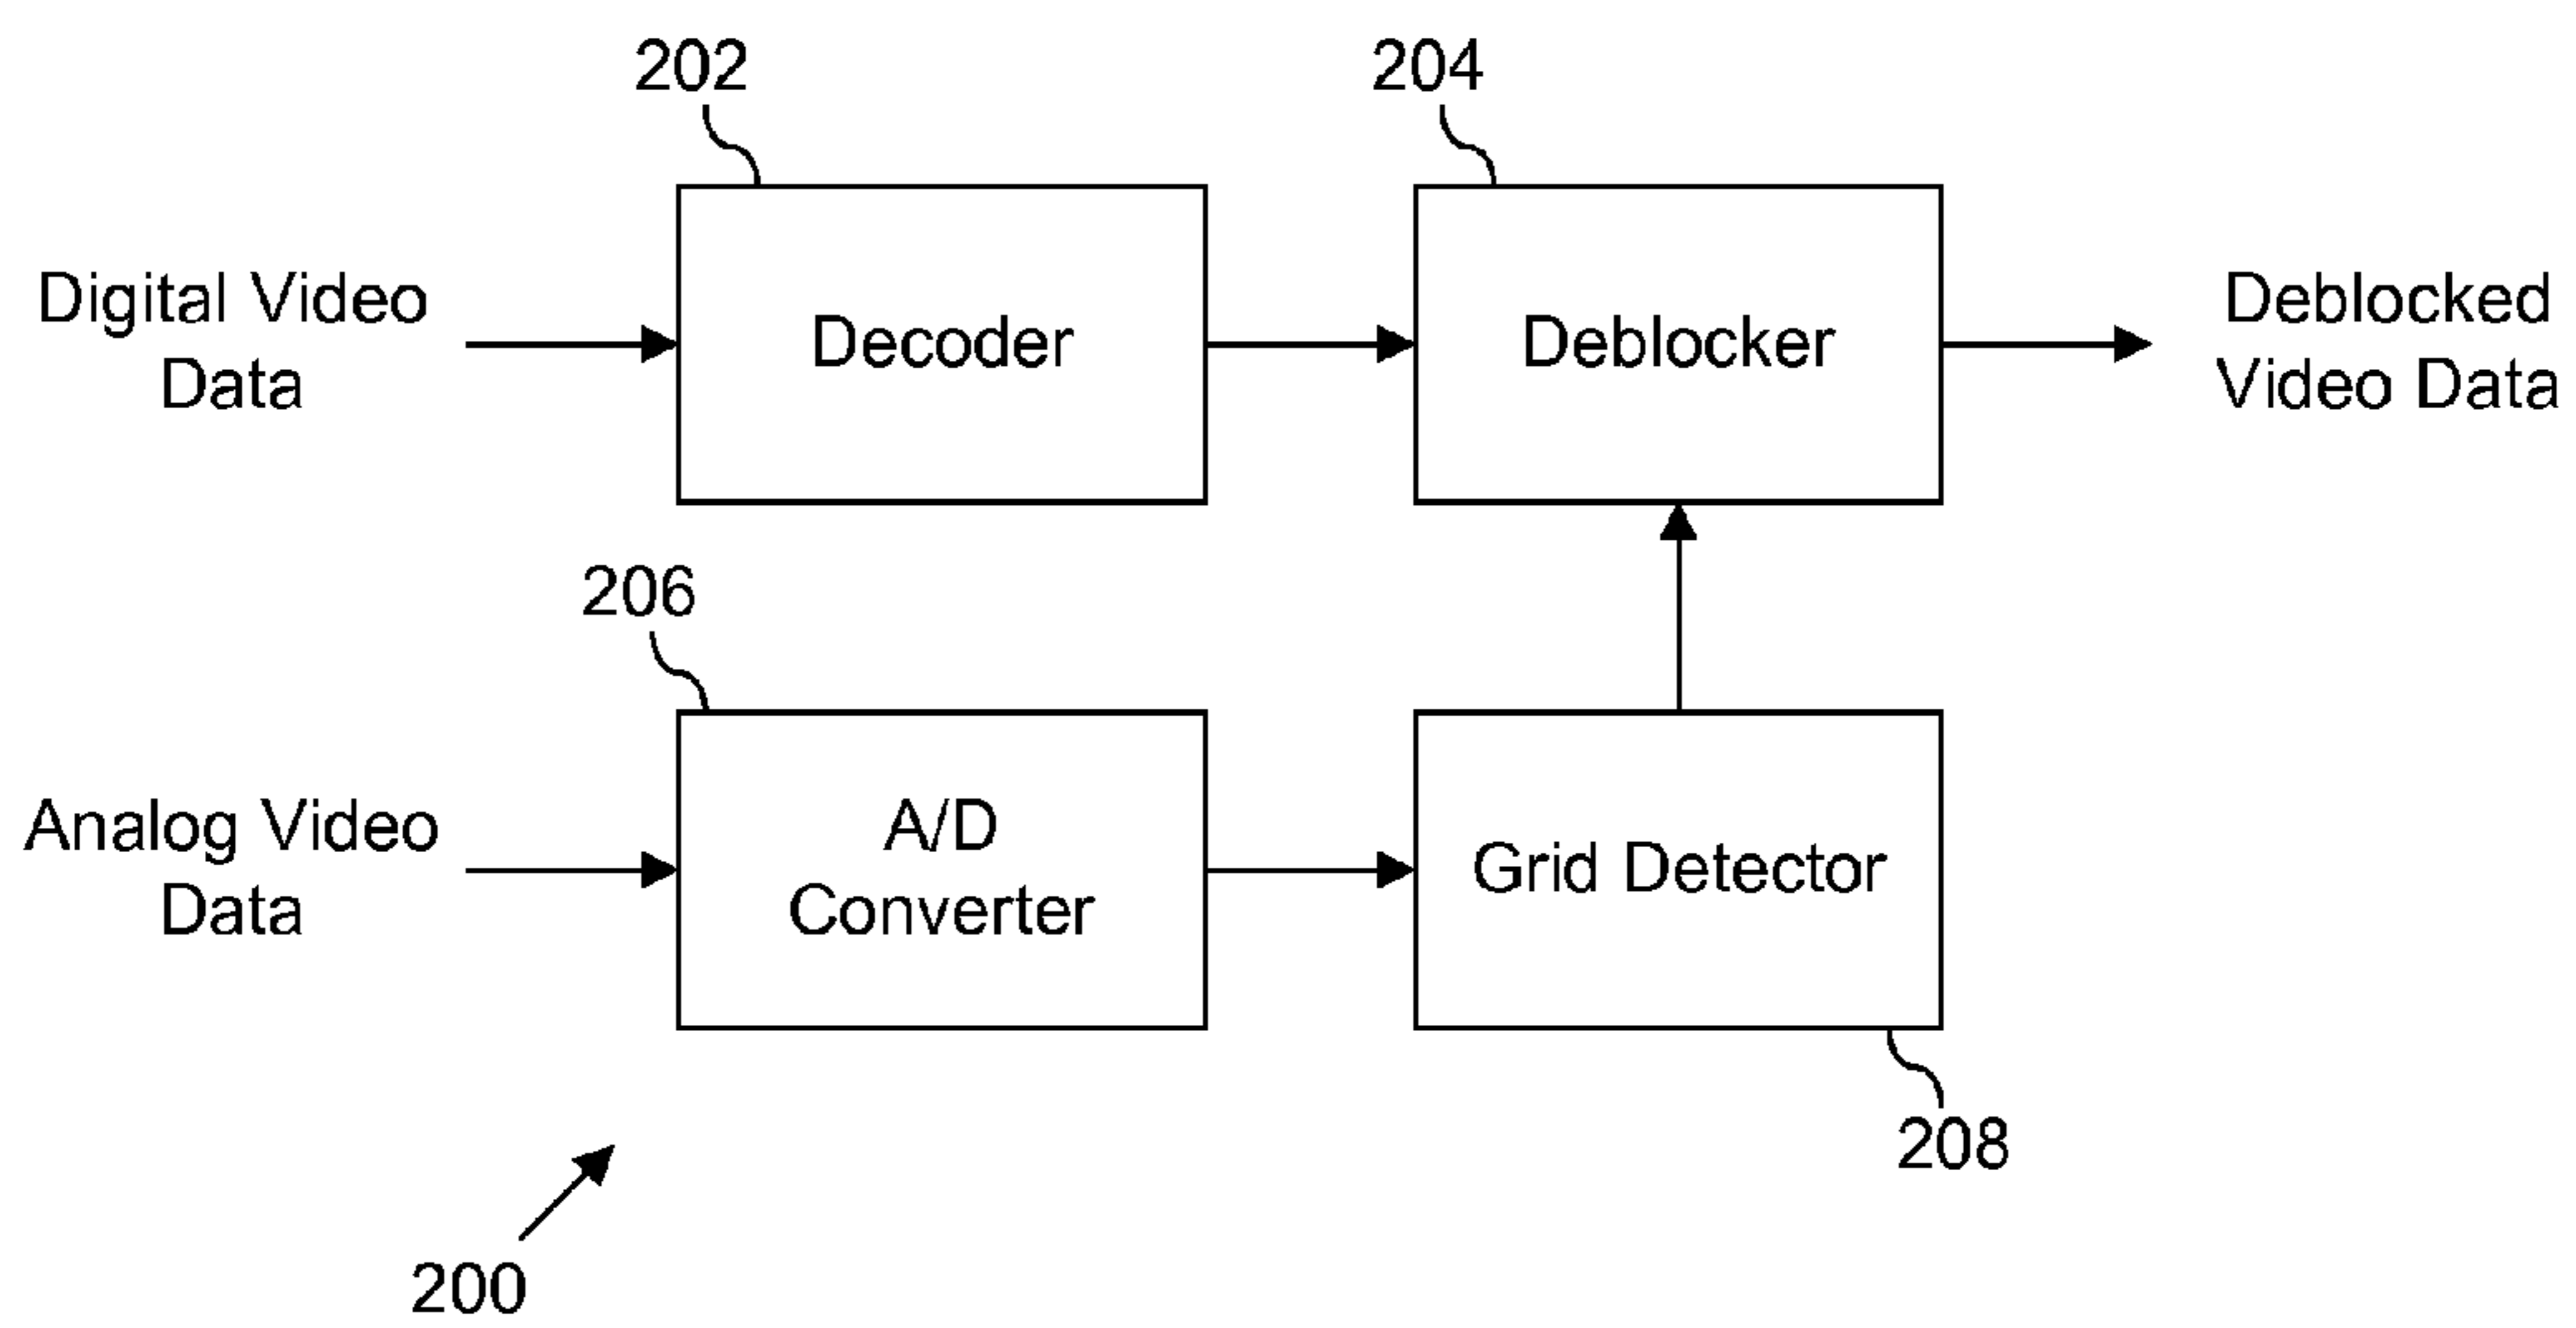 202
204
Digital Video
Data
Decoder
Deblocker
Deblocked
Video Data
206
Analog Video
Data
A/D
Converter
Grid Detector
208
200